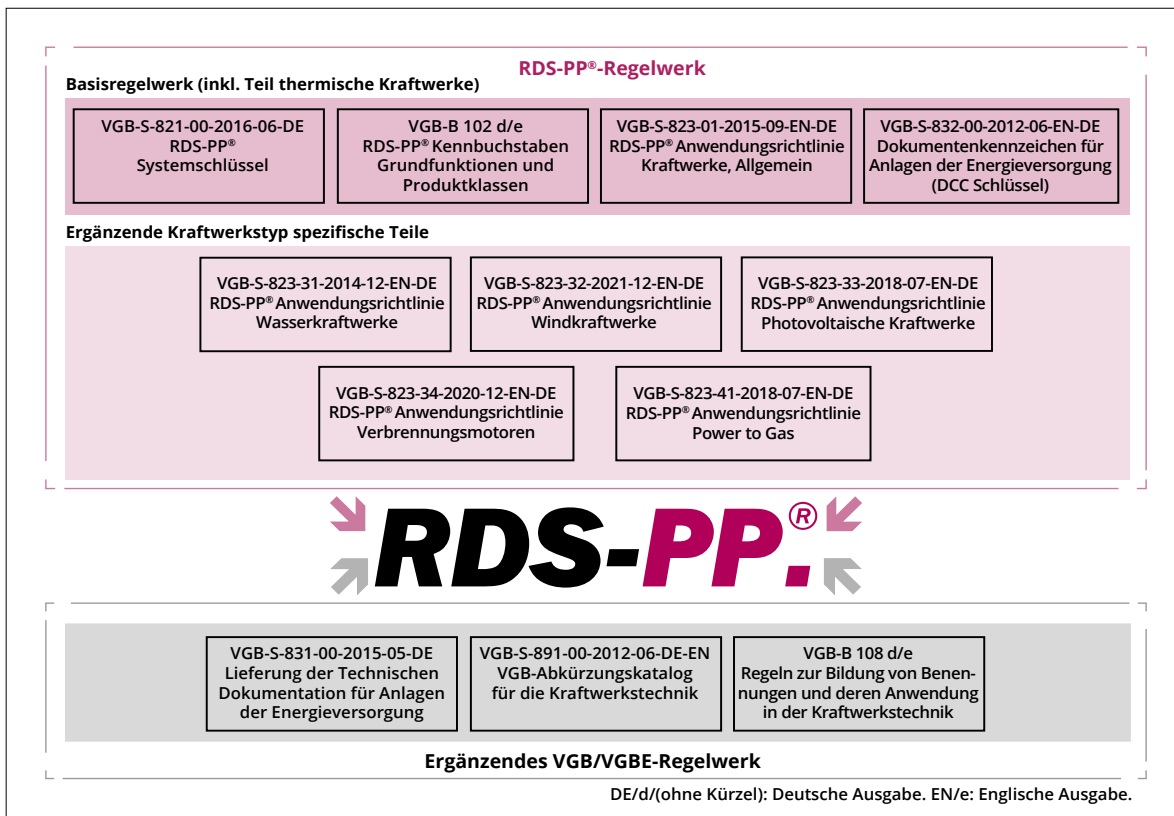 RDS-PP®-Regelwerk
Basisregelwerk (inkl. Teil thermische Kraftwerke)
VGB-S-821-00-2016-06-DE
RDS-PP®
Systemschlüssel
VGB-B 102 d/e
RDS-PP® Kennbuchstaben
Grundfunktionen und
Produktklassen
VGB-S-823-01-2015-09-EN-DE
RDS-PP® Anwendungsrichtlinie
Kraftwerke, Allgemein
VGB-S-832-00-2012-06-EN-DE
Dokumentenkennzeichen für
Anlagen der Energieversorgung
(DCC Schlüssel)
Ergänzende Kraftwerkstyp spezifische Teile
VGB-S-823-31-2014-12-EN-DE
RDS-PP® Anwendungsrichtlinie
Wasserkraftwerke
VGB-S-823-32-2021-12-EN-DE
RDS-PP® Anwendungsrichtlinie
Windkraftwerke
VGB-S-823-33-2018-07-EN-DE
RDS-PP® Anwendungsrichtlinie
Photovoltaische Kraftwerke
VGB-S-823-34-2020-12-EN-DE
RDS-PP® Anwendungsrichtlinie
Verbrennungsmotoren
VGB-S-823-41-2018-07-EN-DE
RDS-PP® Anwendungsrichtlinie
Power to Gas
RDS-PP.®
VGB-S-831-00-2015-05-DE
Lieferung der Technischen
Dokumentation für Anlagen
der Energieversorgung
VGB-S-891-00-2012-06-DE-EN
VGB-Abkürzungskatalog
für die Kraftwerkstechnik
VGB-B 108 d/e
Regeln zur Bildung von Benen-
nungen und deren Anwendung
in der Kraftwerkstechnik
Ergänzendes VGB/VGBE-Regelwerk
DE/d/(ohne Kürzel): Deutsche Ausgabe. EN/e: Englische Ausgabe.